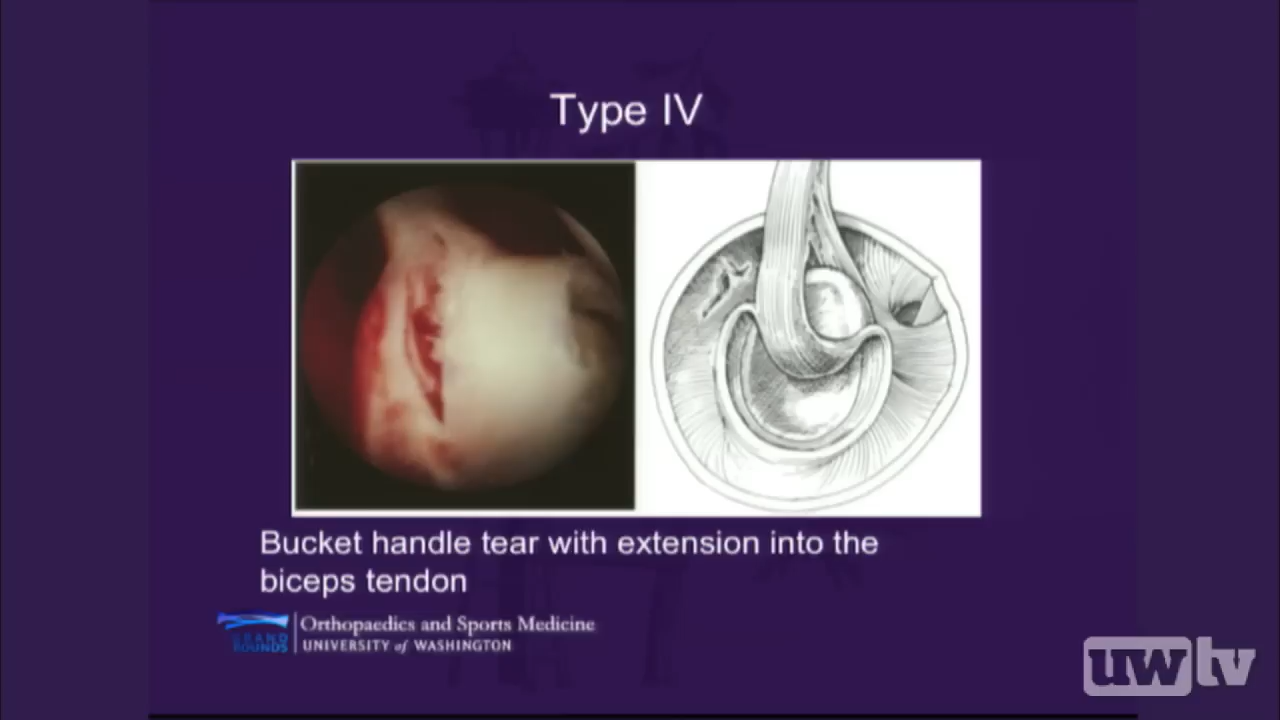 Type IV
Bucket handle tear with extension into the
biceps tendon
GRAND
ROUNDS
Orthopaedics and Sports Medicine
UNIVERSITY of WASHINGTON
uwtv